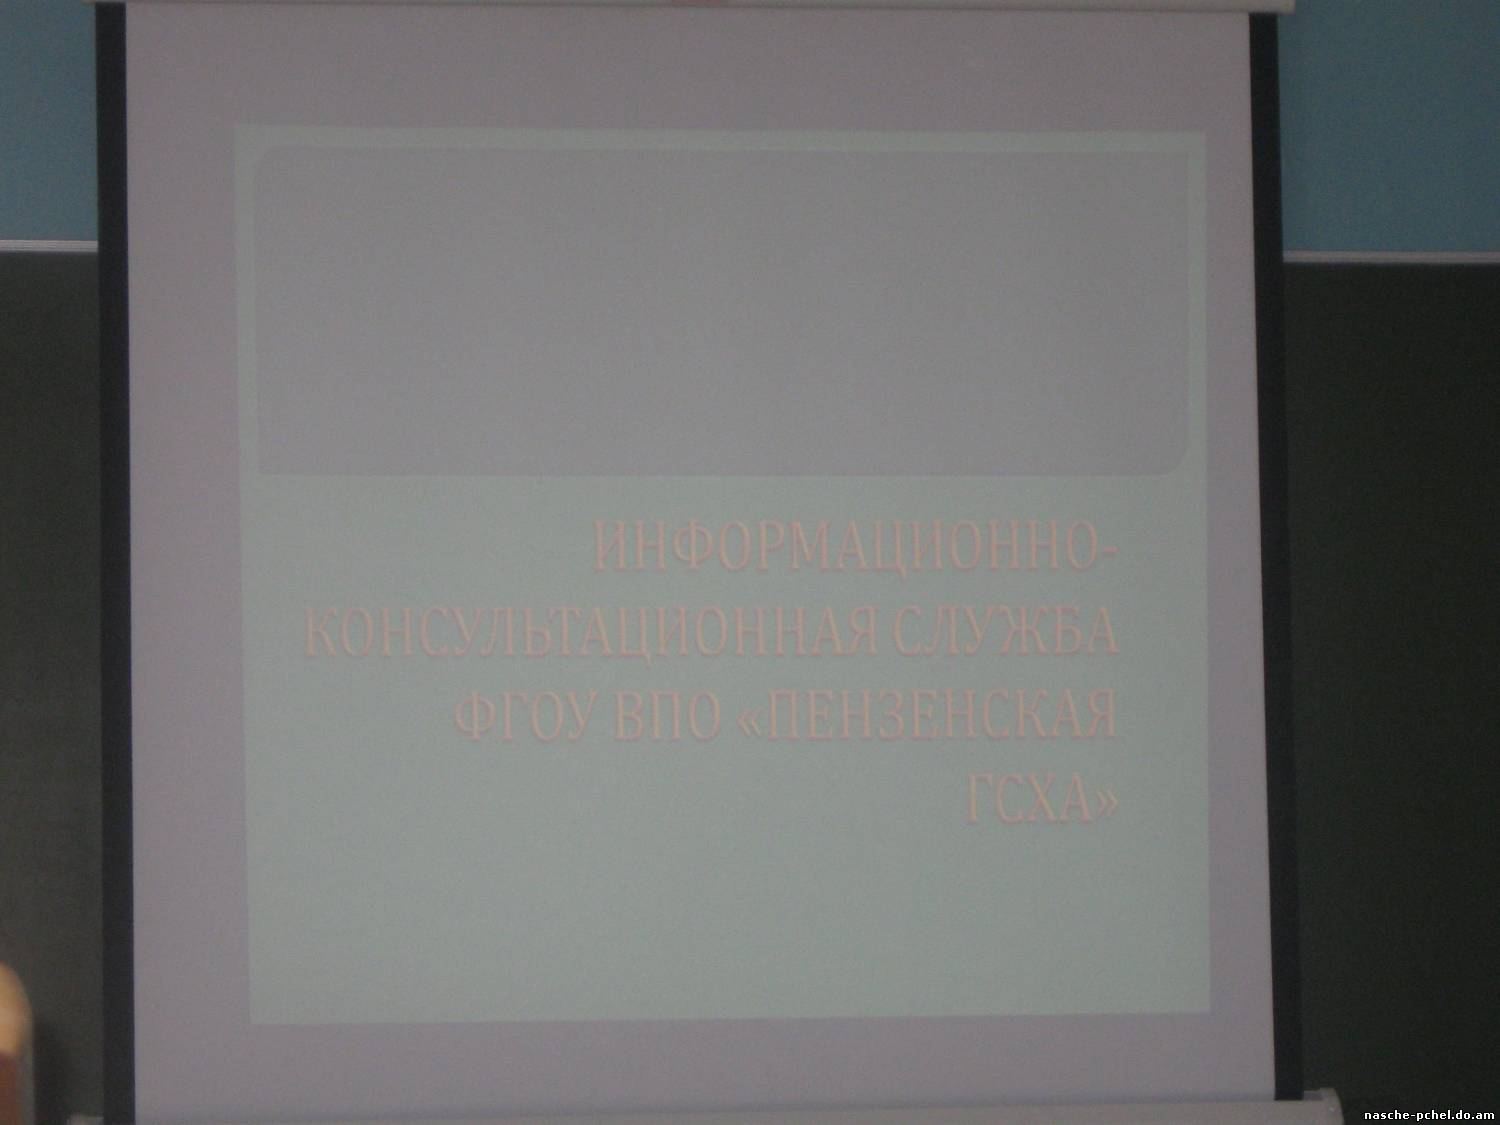 ИНФОРМАЦИОННО-
КОНСУЛЬТАЦИОННАЯ СЛУЖБА
ФГОУ ВПО «ПЕНЗЕНСКАЯ
ГСХА»
nasche-pchel.do.am